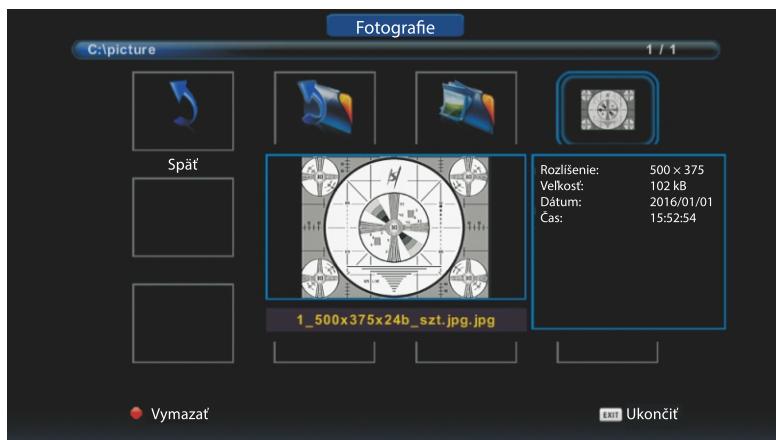 Fotografie
C:\picture
1 / 1
Späť
Rozlíšenie: 500 × 375
Veľkosť: 102 kB
Dátum: 2016/01/01
Čas: 15:52:54
1_500x375x24b_szt.jpg.jpg
Vymazať
EXIT Ukončiť